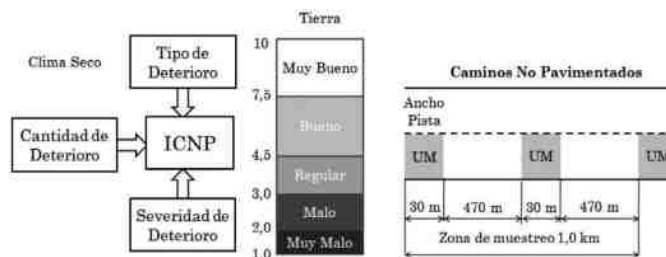 Clima Seco
Tipo de
Deterioro
Cantidad de
Deterioro
ICNP
Severidad de
Deterioro
Tierra
10
Muy Bueno
7,5
Bueno
4,5
Regular
3,0
Malo
2,0
Muy Malo
1,0
Caminos No Pavimentados
Ancho
Pista
UM
UM
UM
30 m
470 m
30 m
470 m
Zona de muestreo 1,0 km